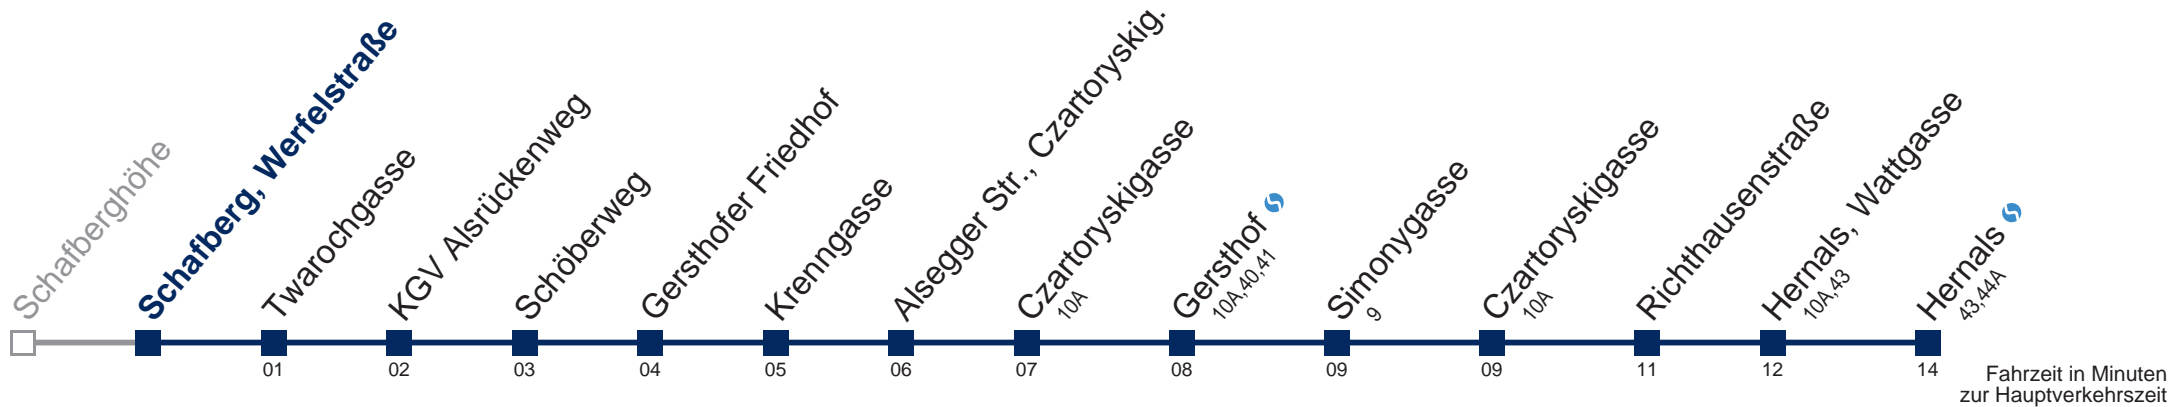 Schafberghöhe
Schafberg, Werfelstraße
Twarochgasse
01
KGV Alsrückenweg
02
Schöberweg
03
Gersthofer Friedhof
04
Krenngasse
05
Alsegger Str., Czartoryskig.
06
Czartoryskigasse
10A
07
Gersthof
10A,40,41
08
Simonygasse
9
09
Czartoryskigasse
10A
09
Richthausenstraße
11
Hernals, Wattgasse
10A,43
12
Hernals
43,44A
14
Fahrzeit in Minuten
zur Hauptverkehrszeit